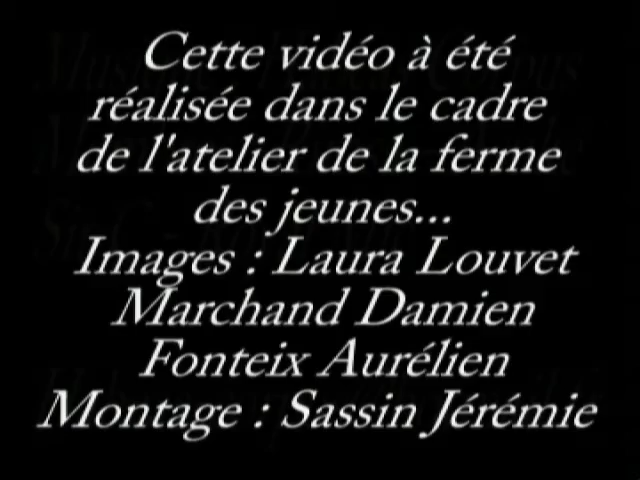 Cette vidéo à été
réalisée dans le cadre
de l'atelier de la ferme
des jeunes...
Images : Laura Louvet
Marchand Damien
Fonteix Aurélien
Montage : Sassin Jérémie